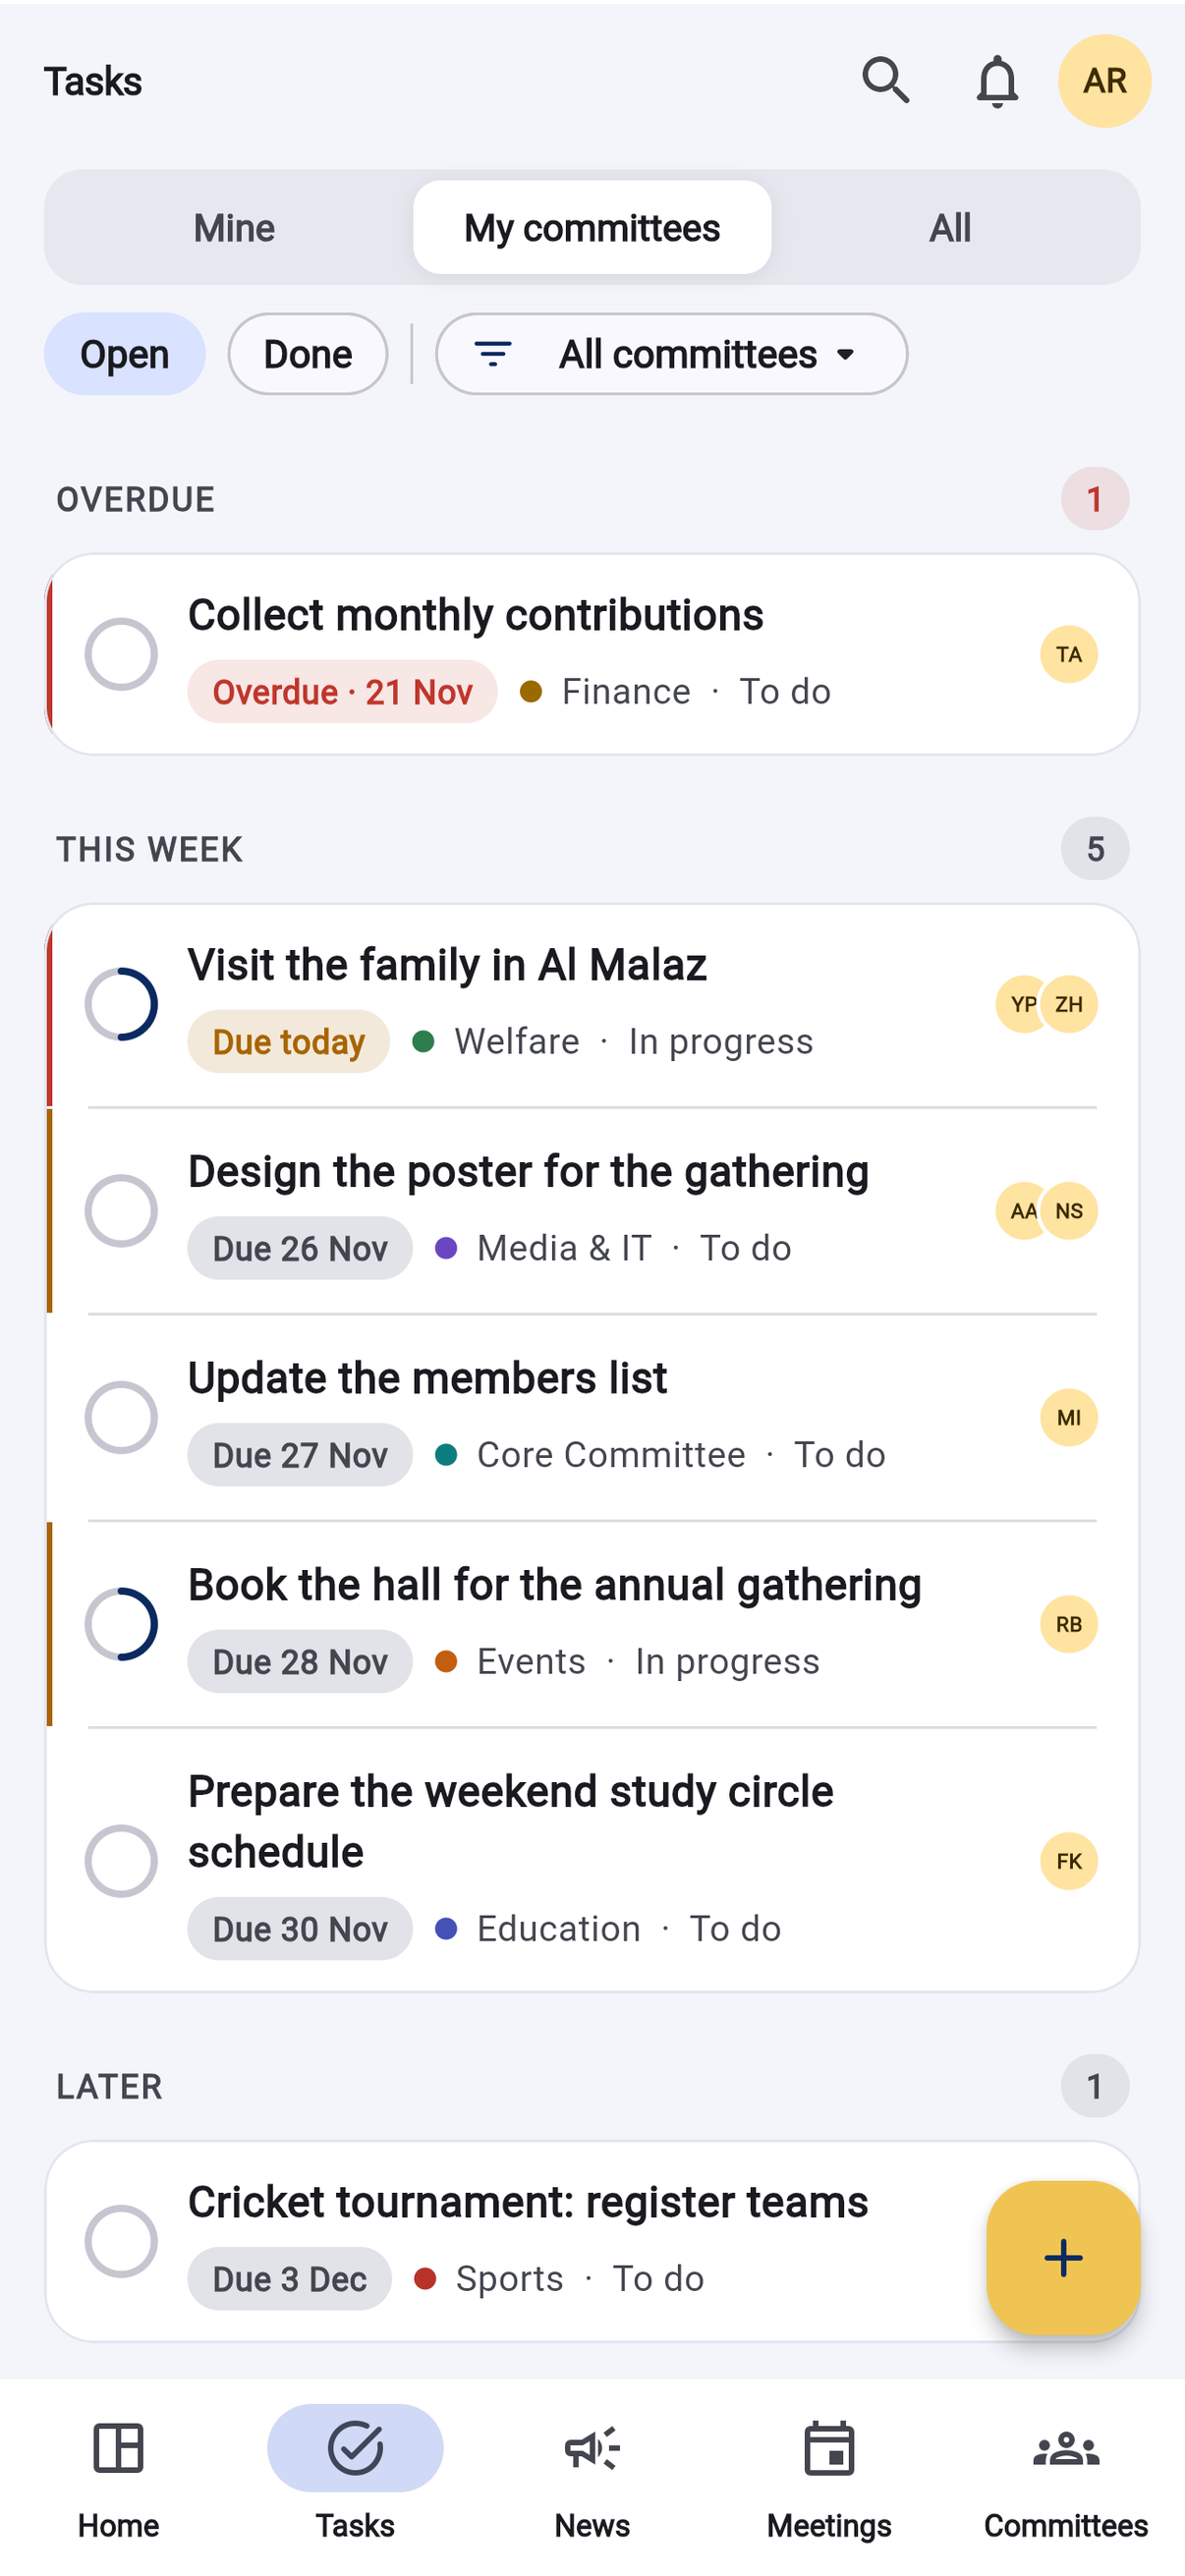 Tasks
AR
Mine
My committees
All
Open
Done
All committees
OVERDUE
1
Collect monthly contributions
Overdue · 21 Nov
Finance · To do
TA
THIS WEEK
5
Visit the family in Al Malaz
Due today
Welfare · In progress
YP ZH
Design the poster for the gathering
Due 26 Nov
Media & IT · To do
AA NS
Update the members list
Due 27 Nov
Core Committee · To do
MI
Book the hall for the annual gathering
Due 28 Nov
Events · In progress
RB
Prepare the weekend study circle
schedule
Due 30 Nov
Education · To do
FK
LATER
1
Cricket tournament: register teams
Due 3 Dec
Sports · To do
Home
Tasks
News
Meetings
Committees